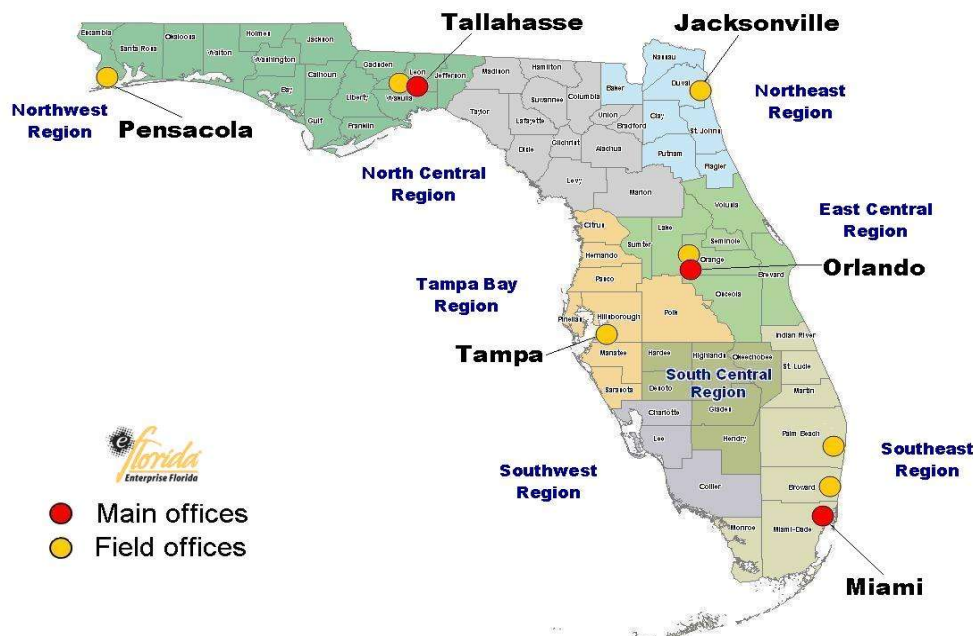 Tallahasse
Jacksonville
Escambia
Santa Rosa
Okaloosa
Walton
Holmes
Jackson
Washington
Bay
Calhoun
Gulf
Liberty
Franklin
Gadsden
Leon
Wakulla
Jefferson
Madison
Hamilton
Taylor
Suwannee
Columbia
Lafayette
Dixie
Gilchrist
Union
Bradford
Alachua
Levy
Marion
Baker
Nassau
Duval
Clay
St. Johns
Putnam
Flagler
Northwest
Region
Pensacola
Northeast
Region
North Central
Region
East Central
Region
Citrus
Hernando
Pasco
Pinellas
Hillborough
Polk
Manatee
Sarasota
Sumter
Lake
Volusia
Seminole
Orange
Brevard
Osceola
Orlando
Tampa Bay
Region
Tampa
Indian River
Hardee
Highlands
Okeechobee
St. Lucie
South Central
Region
Desoto
Martin
Charlotte
Glades
Lee
Hendry
Palm Beach
Collier
Broward
Monroe
Miami-Dade
Southwest
Region
Southeast
Region
e
florida
Enterprise Florida
Main offices
Field offices
Miami